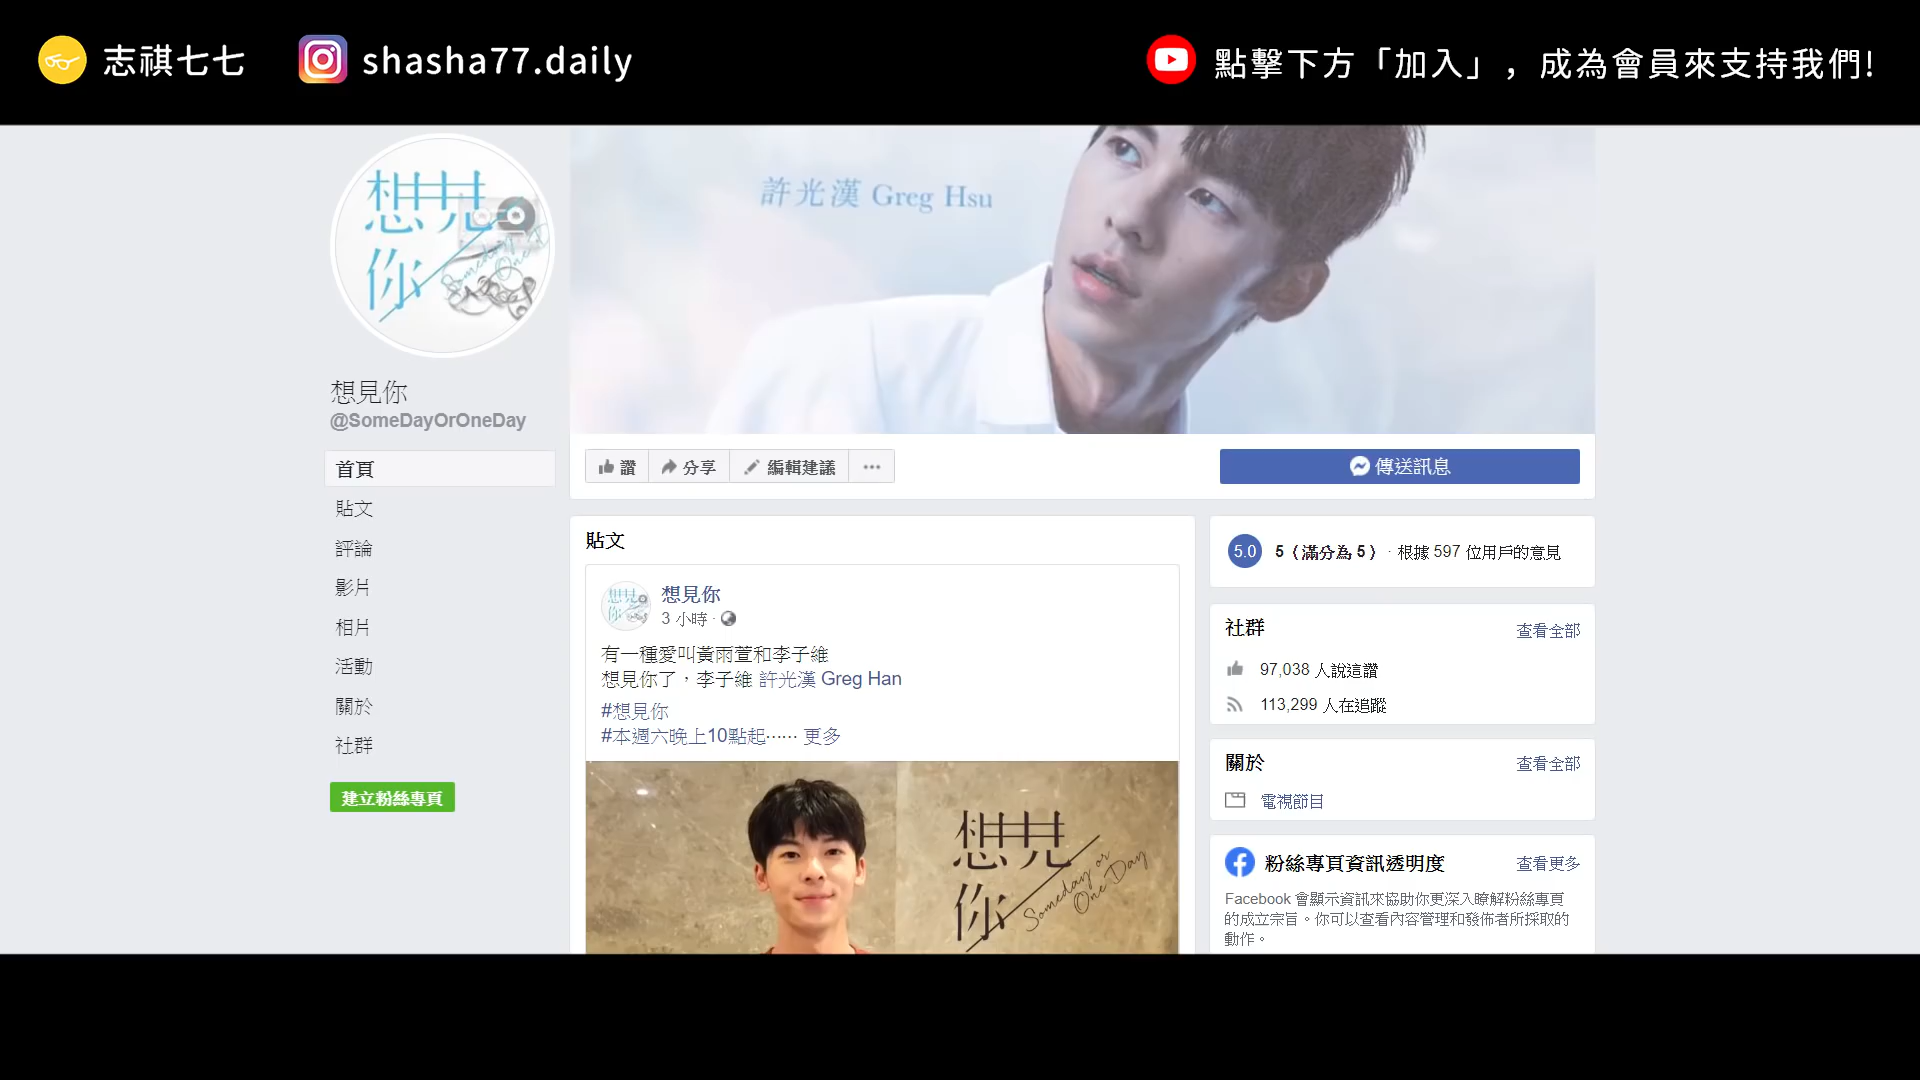 志祺七七
shasha77.daily
點擊下方「加入」，成為會員來支持我們!
想見你
Someday or One Day
許光漢 Greg Hsu
想見你
@SomeDayOrOneDay
首頁
貼文
評論
影片
相片
活動
關於
社群
建立粉絲專頁
讚
分享
編輯建議
傳送訊息
貼文
想見你
想見你
3 小時 ·
有一種愛叫黃雨萱和李子維
想見你了，李子維 許光漢 Greg Han
#想見你
#本週六晚上10點起…… 更多
想見你
Someday or One Day
5.0
5（滿分為 5） · 根據 597 位用戶的意見
社群
查看全部
97,038 人說這讚
113,299 人在追蹤
關於
查看全部
電視節目
粉絲專頁資訊透明度
查看更多
Facebook 會顯示資訊來協助你更深入瞭解粉絲專頁
的成立宗旨。你可以查看內容管理和發佈者所採取的
動作。